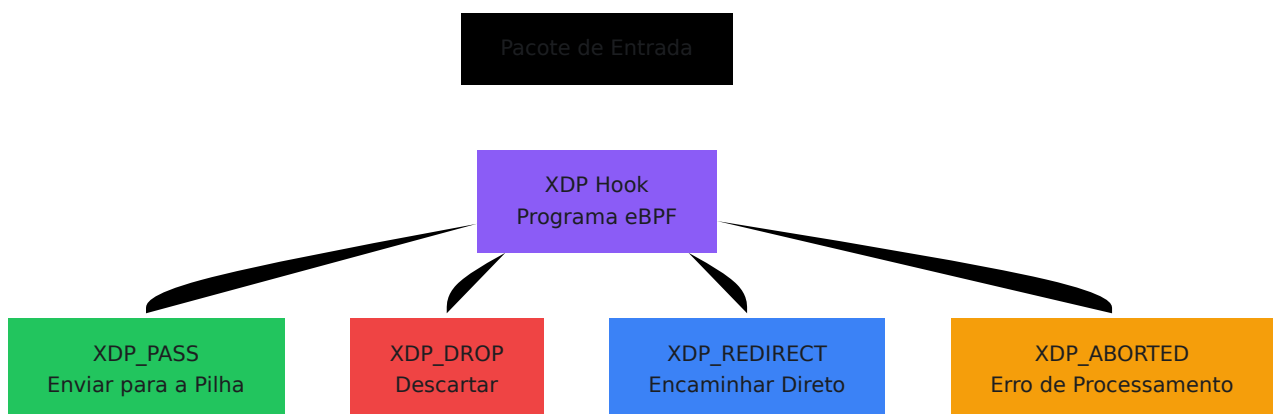 Pacote de Entrada
XDP Hook
Programa eBPF
XDP_PASS
Enviar para a Pilha
XDP_DROP
Descartar
XDP_REDIRECT
Encaminhar Direto
XDP_ABORTED
Erro de Processamento